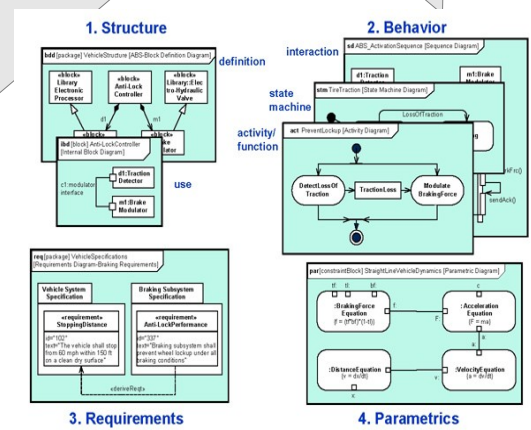 1. Structure
bdd [package] VehicleStructure [ABS-Block Definition Diagram]
definition
«block»
Library::
Electronic
Processor
«block»
Anti-Lock
Controller
«block»
Library::Elec
tro-Hydraulic
Valve
d1
m1
«block»
ibd [block] Anti-LockController
[Internal Block Diagram]
use
d1:Traction
Detector
c1:modulator
interface
m1:Brake
Modulator
2. Behavior
interaction
sd ABS_ActivationSequence [Sequence Diagram]
d1:Traction
m1:Brake
state
machine
stm TireTraction [State Machine Diagram]
LossOfTraction
activity/
function
act PreventLockup [Activity Diagram]
DetectLossOf
Traction
TractionLoss
Modulate
BrakingForce
sendAck()
req [package] VehicleSpecifications
[Requirements Diagram-Braking Requirements]
Vehicle System
Specification
Braking Subsystem
Specification
«requirement»
StoppingDistance
id="102"
text="The vehicle shall stop
from 60 mph within 150 ft
on a clean dry surface"
«requirement»
Anti-LockPerformance
id="337"
text="Braking subsystem shall
prevent wheel lockup under all
braking conditions"
«deriveReqt»
3. Requirements
par [constraintBlock] StraightLineVehicleDynamics [Parametric Diagram]
tf
bf
:BrakingForce
Equation
f:
F:
c
:Acceleration
Equation
{F = ma}
a:
a:
:DistanceEquation
{v = dx/dt}
v:
v:
:VelocityEquation
{a = dv/dt}
x:
4. Parametrics